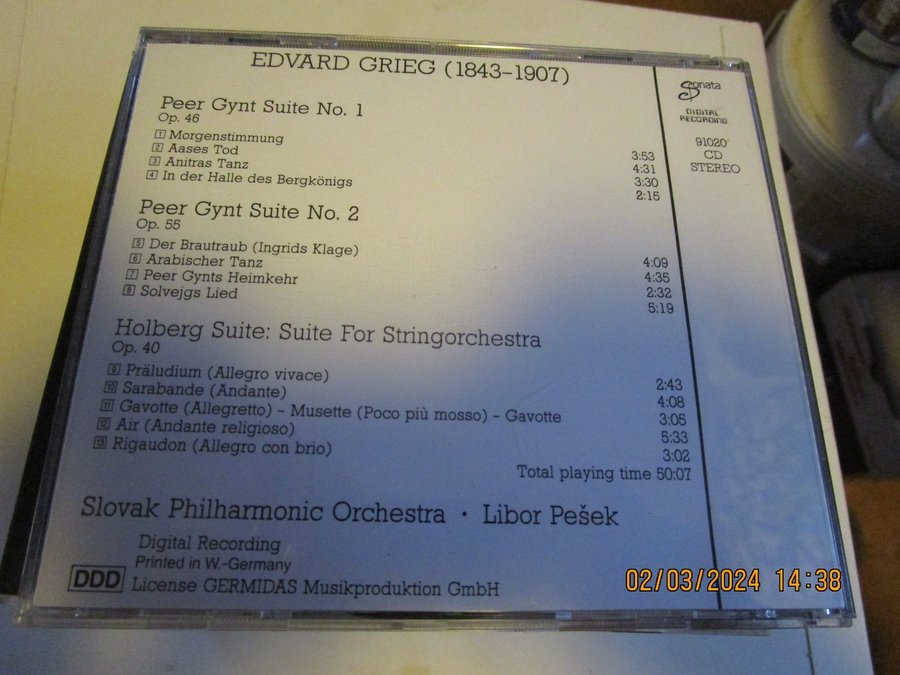 EDVARD GRIEG (1843-1907)
Peer Gynt Suite No. 1
Op. 46
1 Morgenstimmung 3:53
2 Aases Tod 4:31
3 Anitras Tanz 3:30
4 In der Halle des Bergkönigs 2:15
Peer Gynt Suite No. 2
Op. 55
5 Der Brautraub (Ingrids Klage) 4:09
6 Arabischer Tanz 4:35
7 Peer Gynts Heimkehr 2:32
8 Solvejgs Lied 5:19
Holberg Suite: Suite For Stringorchestra
Op. 40
9 Präludium (Allegro vivace) 2:43
10 Sarabande (Andante) 4:08
11 Gavotte (Allegretto) - Musette (Poco più mosso) - Gavotte 3:05
12 Air (Andante religioso) 5:33
13 Rigaudon (Allegro con brio) 3:02
Total playing time 50:07
Slovak Philharmonic Orchestra · Libor Pešek
Digital Recording
Printed in W.-Germany
DDD License GERMIDAS Musikproduktion GmbH
Sonata
DIGITAL
RECORDING
91020
CD
STEREO
02/03/2024 14:38